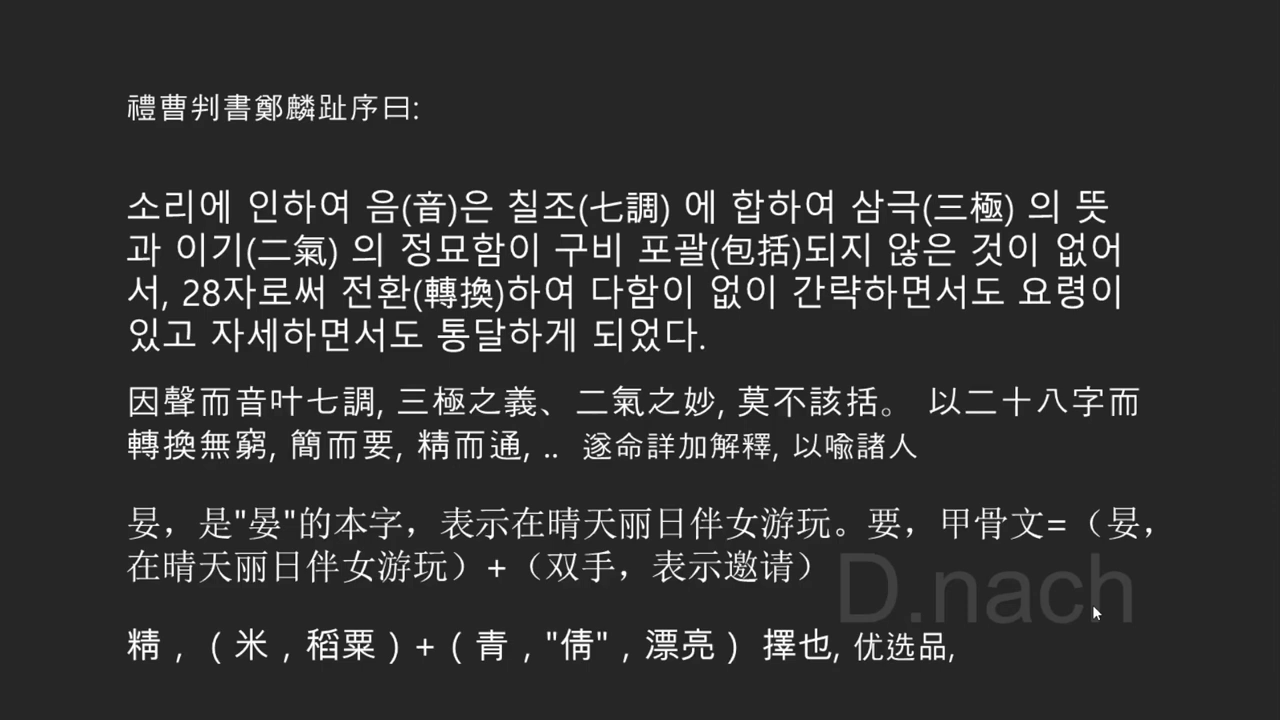 禮曹判書鄭麟趾序曰:
소리에 인하여 음(音)은 칠조(七調) 에 합하여 삼극(三極) 의 뜻
과 이기(二氣) 의 정묘함이 구비 포괄(包括)되지 않은 것이 없어
서, 28자로써 전환(轉換)하여 다함이 없이 간략하면서도 요령이
있고 자세하면서도 통달하게 되었다.
因聲而音叶七調, 三極之義、二氣之妙, 莫不該括。 以二十八字而
轉換無窮, 簡而要, 精而通, .. 遂命詳加解釋, 以喩諸人
妟，是"晏"的本字，表示在晴天丽日伴女游玩。要，甲骨文=（妟，
在晴天丽日伴女游玩）+（双手，表示邀请）
D.nach
精，（米，稻粟）+（青，"倩"，漂亮） 擇也, 优选品,